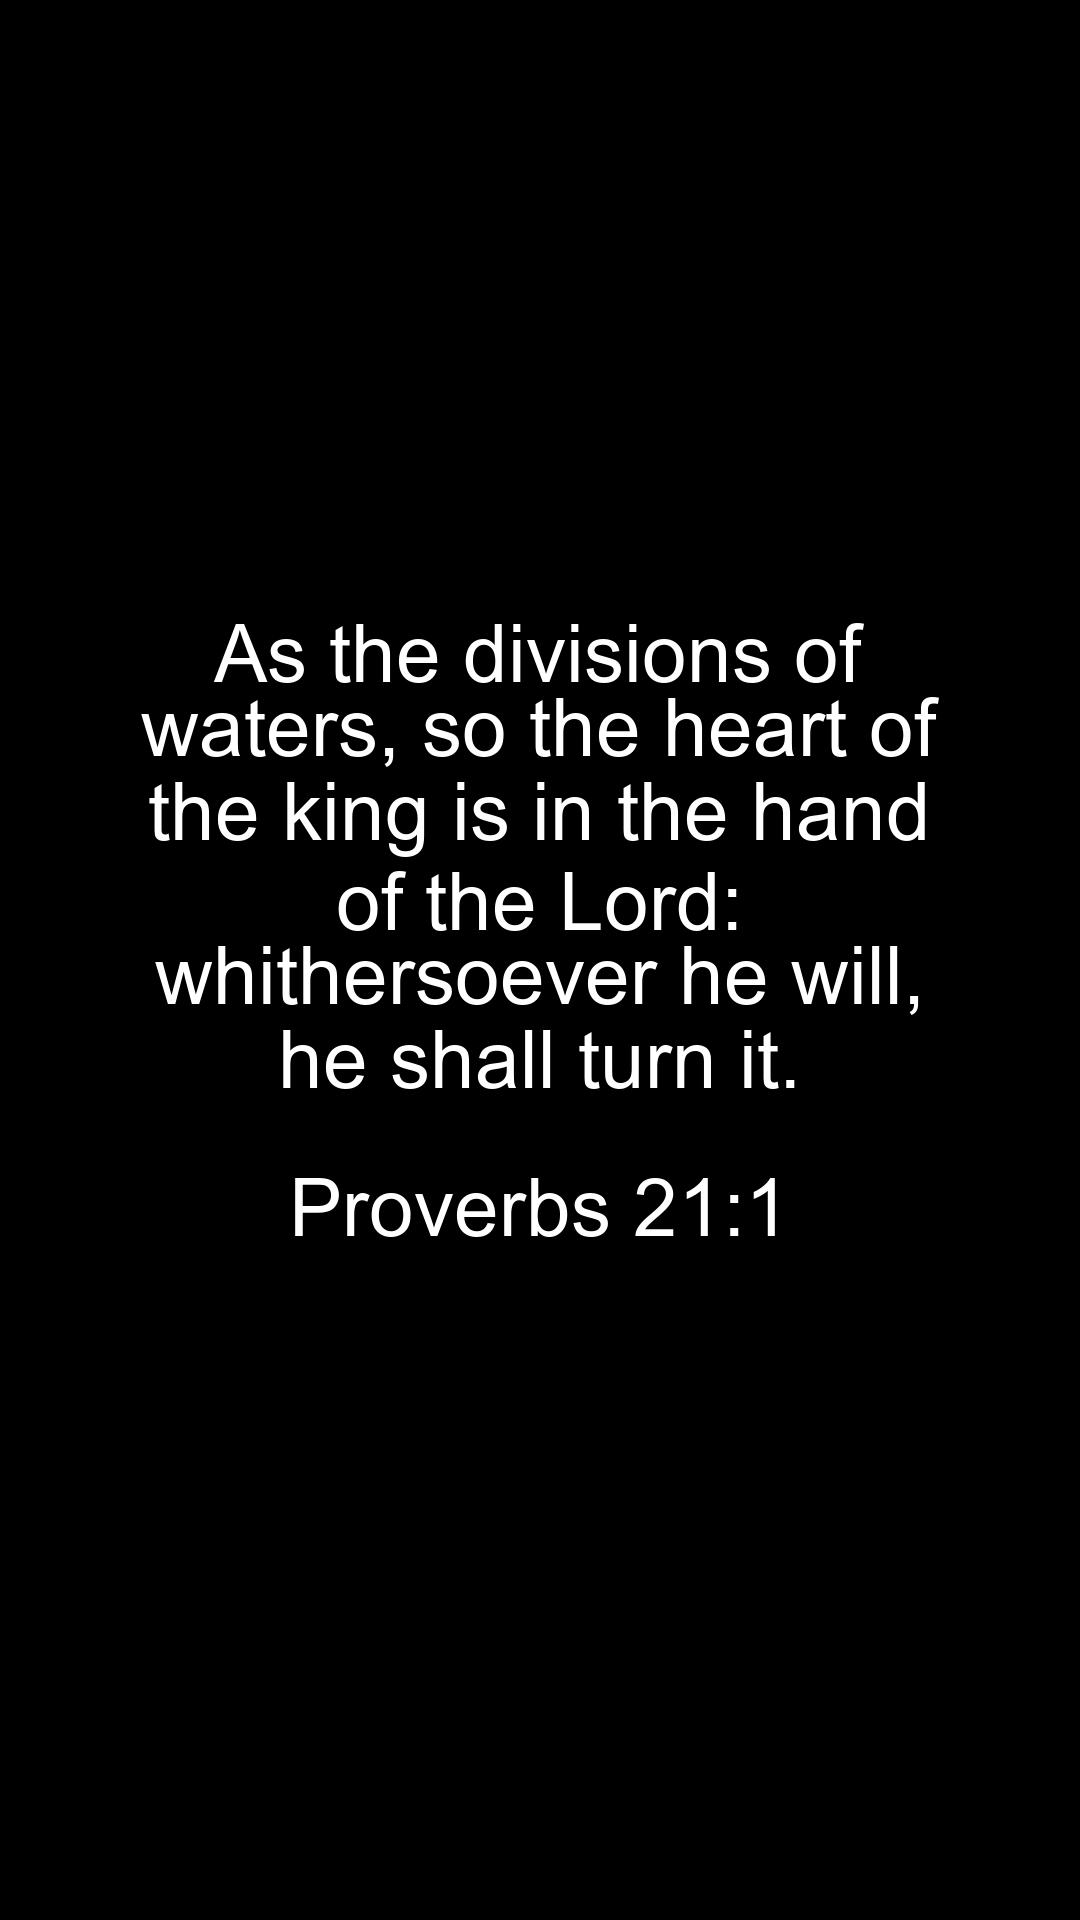 As the divisions of
waters, so the heart of
the king is in the hand
of the Lord:
whithersoever he will,
he shall turn it.
Proverbs 21:1